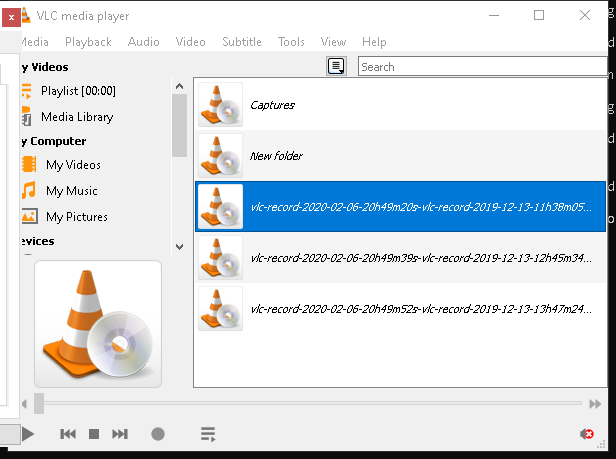 x
VLC media player
Media Playback Audio Video Subtitle Tools View Help
y Videos
Search
Playlist [00:00]
Media Library
y Computer
My Videos
My Music
My Pictures
evices
Captures
New folder
vlc-record-2020-02-06-20h49m20s-vlc-record-2019-12-13-11h38m05...
vlc-record-2020-02-06-20h49m39s-vlc-record-2019-12-13-12h45m34...
vlc-record-2020-02-06-20h49m52s-vlc-record-2019-12-13-13h47m24...